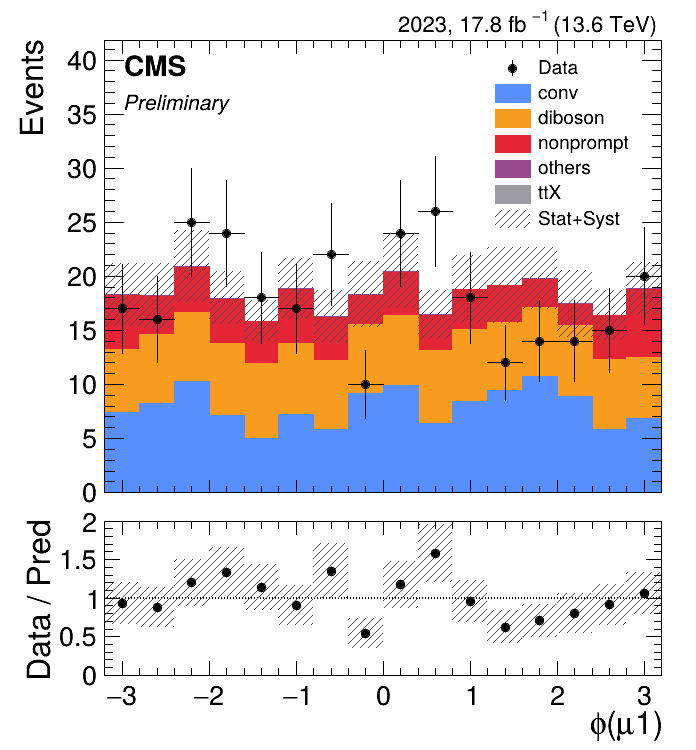 2023, 17.8 fb⁻¹ (13.6 TeV)
CMS
Preliminary
Events
40
35
30
25
20
15
10
5
0
Data
conv
diboson
nonprompt
others
ttX
Stat+Syst
Data / Pred
2
1.5
1
0.5
0
−3 −2 −1 0 1 2 3
ϕ(μ1)